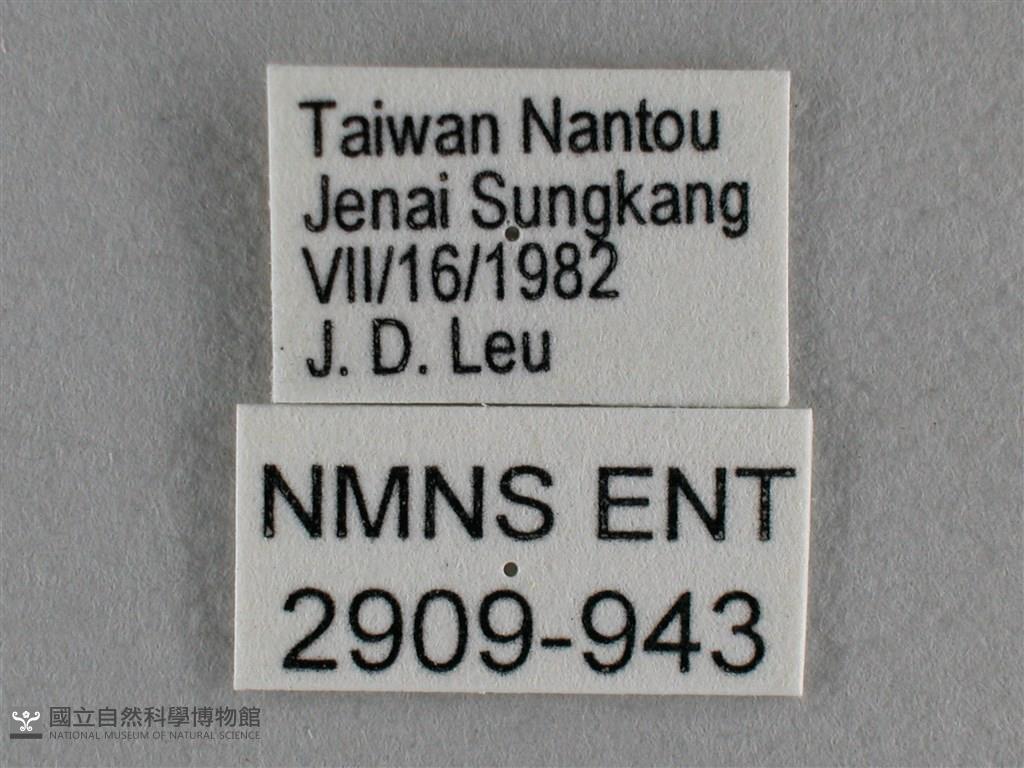 Taiwan Nantou
Jenai Sungkang
VII/16/1982
J. D. Leu
NMNS ENT
2909-943
國立自然科學博物館
NATIONAL MUSEUM OF NATURAL SCIENCE